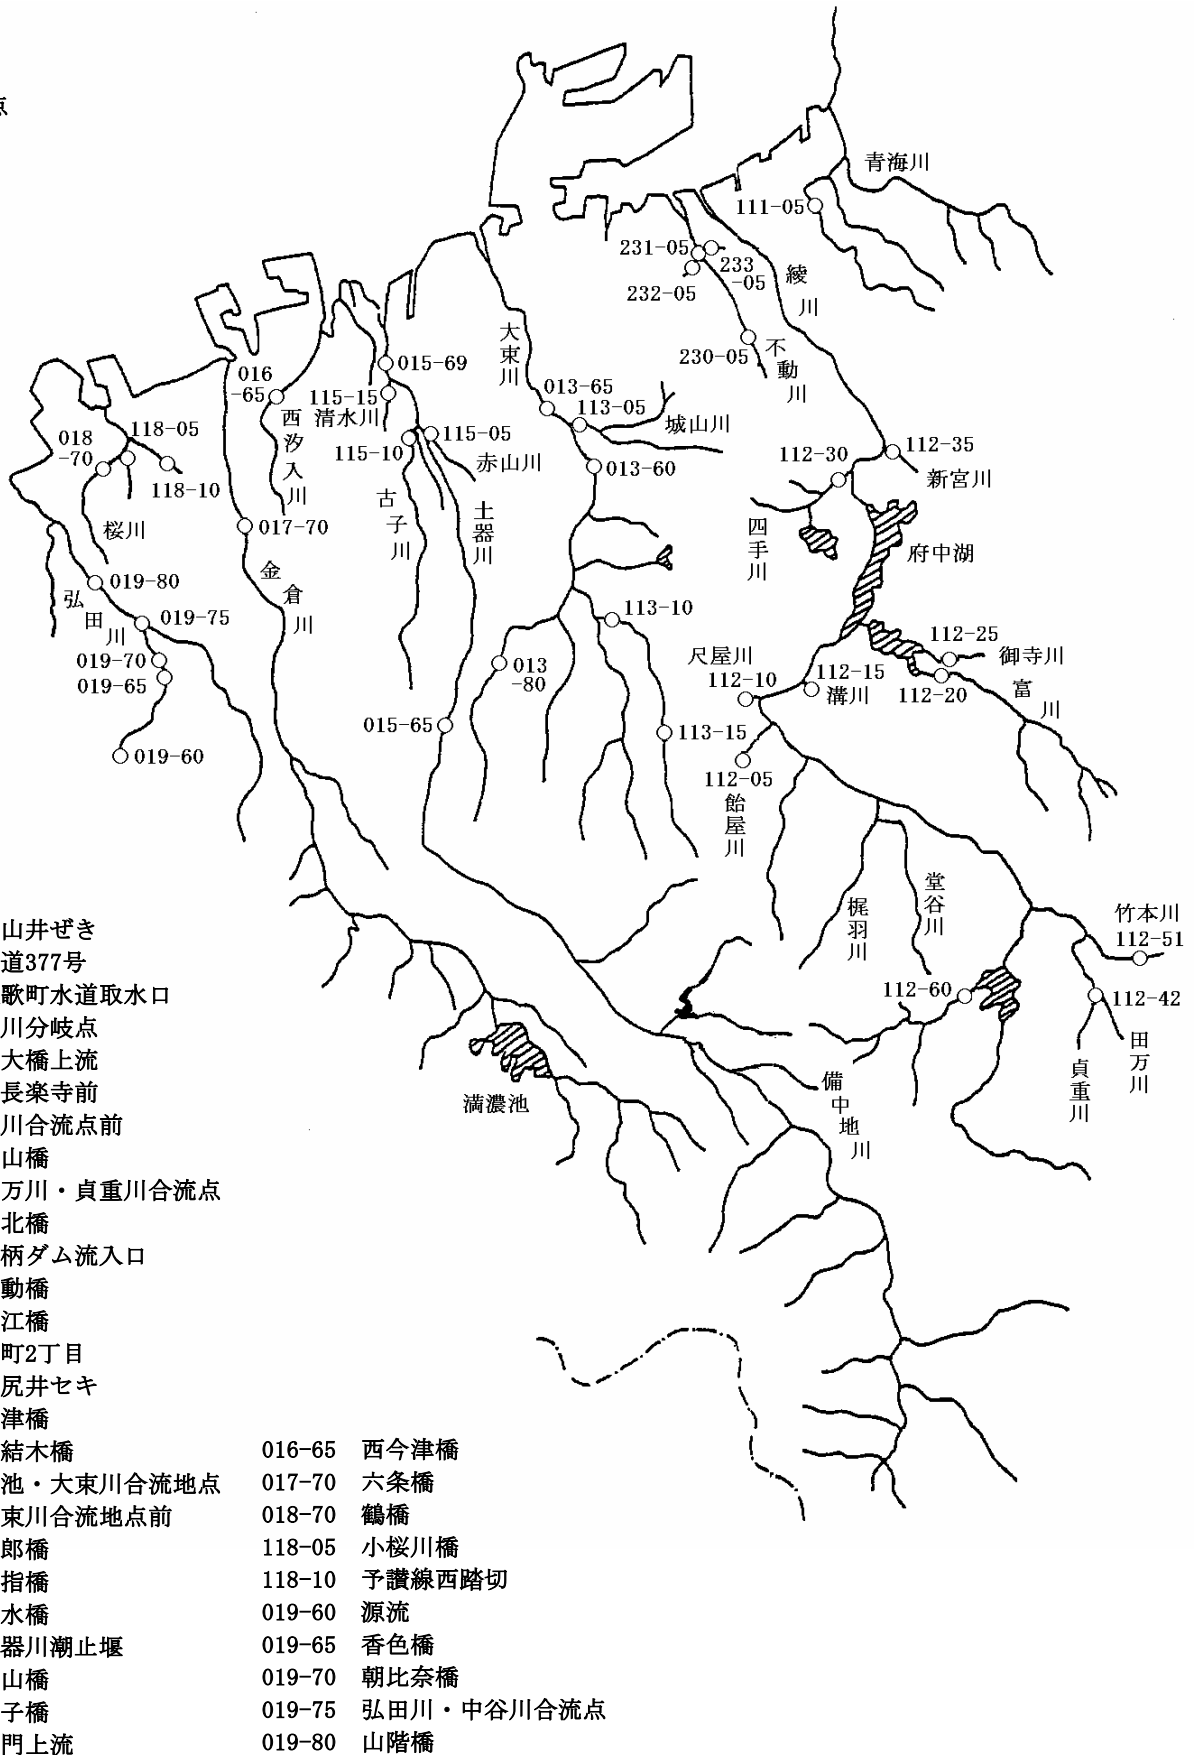 点
青海川
111-05
231-05
233
-05
232-05
綾川
大束川
230-05
不動川
015-69
016
-65
115-15
清水川
013-65
113-05
城山川
西汐入川
018
-70
118-05
118-10
115-10
115-05
赤山川
013-60
112-30
112-35
新宮川
桜川
古子川
土器川
四手川
017-70
府中湖
019-80
金倉川
弘田川
019-75
113-10
112-25
御寺川
019-70
019-65
013
-80
尺屋川
112-10
112-15
溝川
112-20
富川
015-65
113-15
019-60
112-05
飴屋川
梶羽川
堂谷川
竹本川
112-51
112-60
112-42
田万川
貞重川
備中地川
満濃池
山井ぜき
道377号
歌町水道取水口
川分岐点
大橋上流
長楽寺前
川合流点前
山橋
万川・貞重川合流点
北橋
柄ダム流入口
動橋
江橋
町2丁目
尻井セキ
津橋
結木橋
池・大束川合流地点
束川合流地点前
郎橋
指橋
水橋
器川潮止堰
山橋
子橋
門上流
016-65 西今津橋
017-70 六条橋
018-70 鶴橋
118-05 小桜川橋
118-10 予讃線西踏切
019-60 源流
019-65 香色橋
019-70 朝比奈橋
019-75 弘田川・中谷川合流点
019-80 山階橋